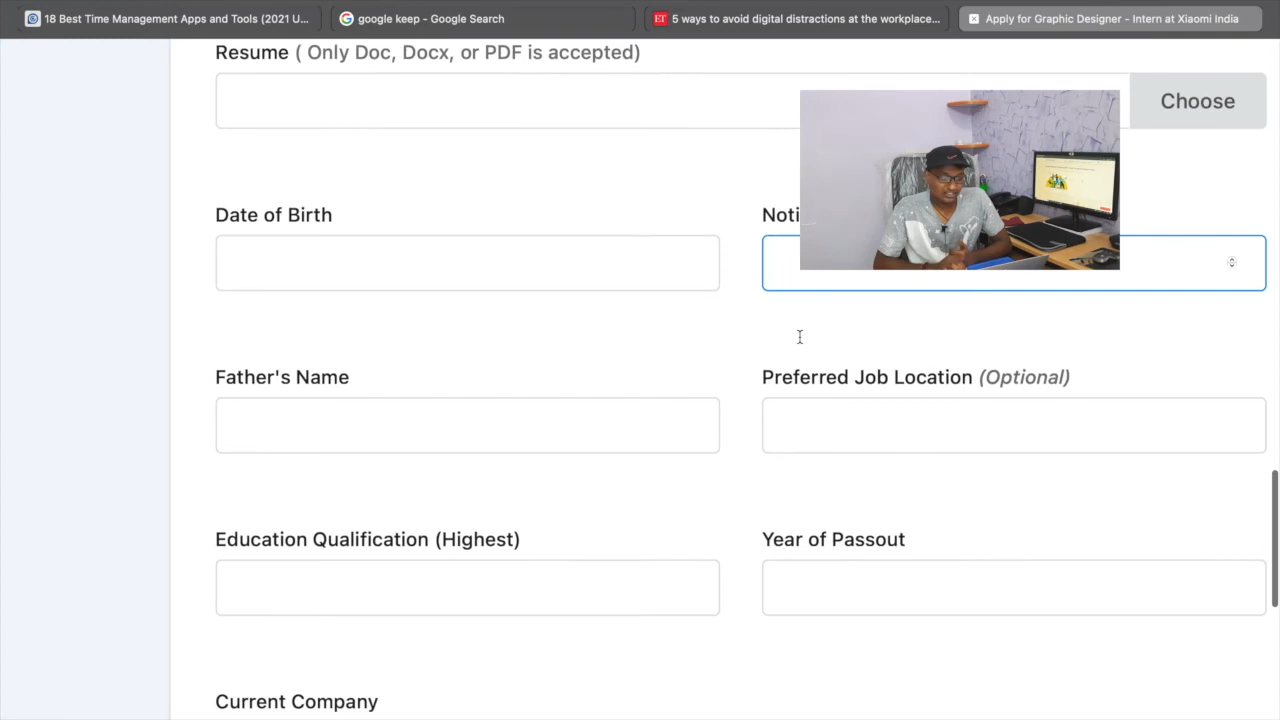 18 Best Time Management Apps and Tools (2021 U...
google keep - Google Search
ET 5 ways to avoid digital distractions at the workplace...
Apply for Graphic Designer - Intern at Xiaomi India
Resume ( Only Doc, Docx, or PDF is accepted)
Choose
Date of Birth
Noti
Father's Name
Preferred Job Location (Optional)
Education Qualification (Highest)
Year of Passout
Current Company